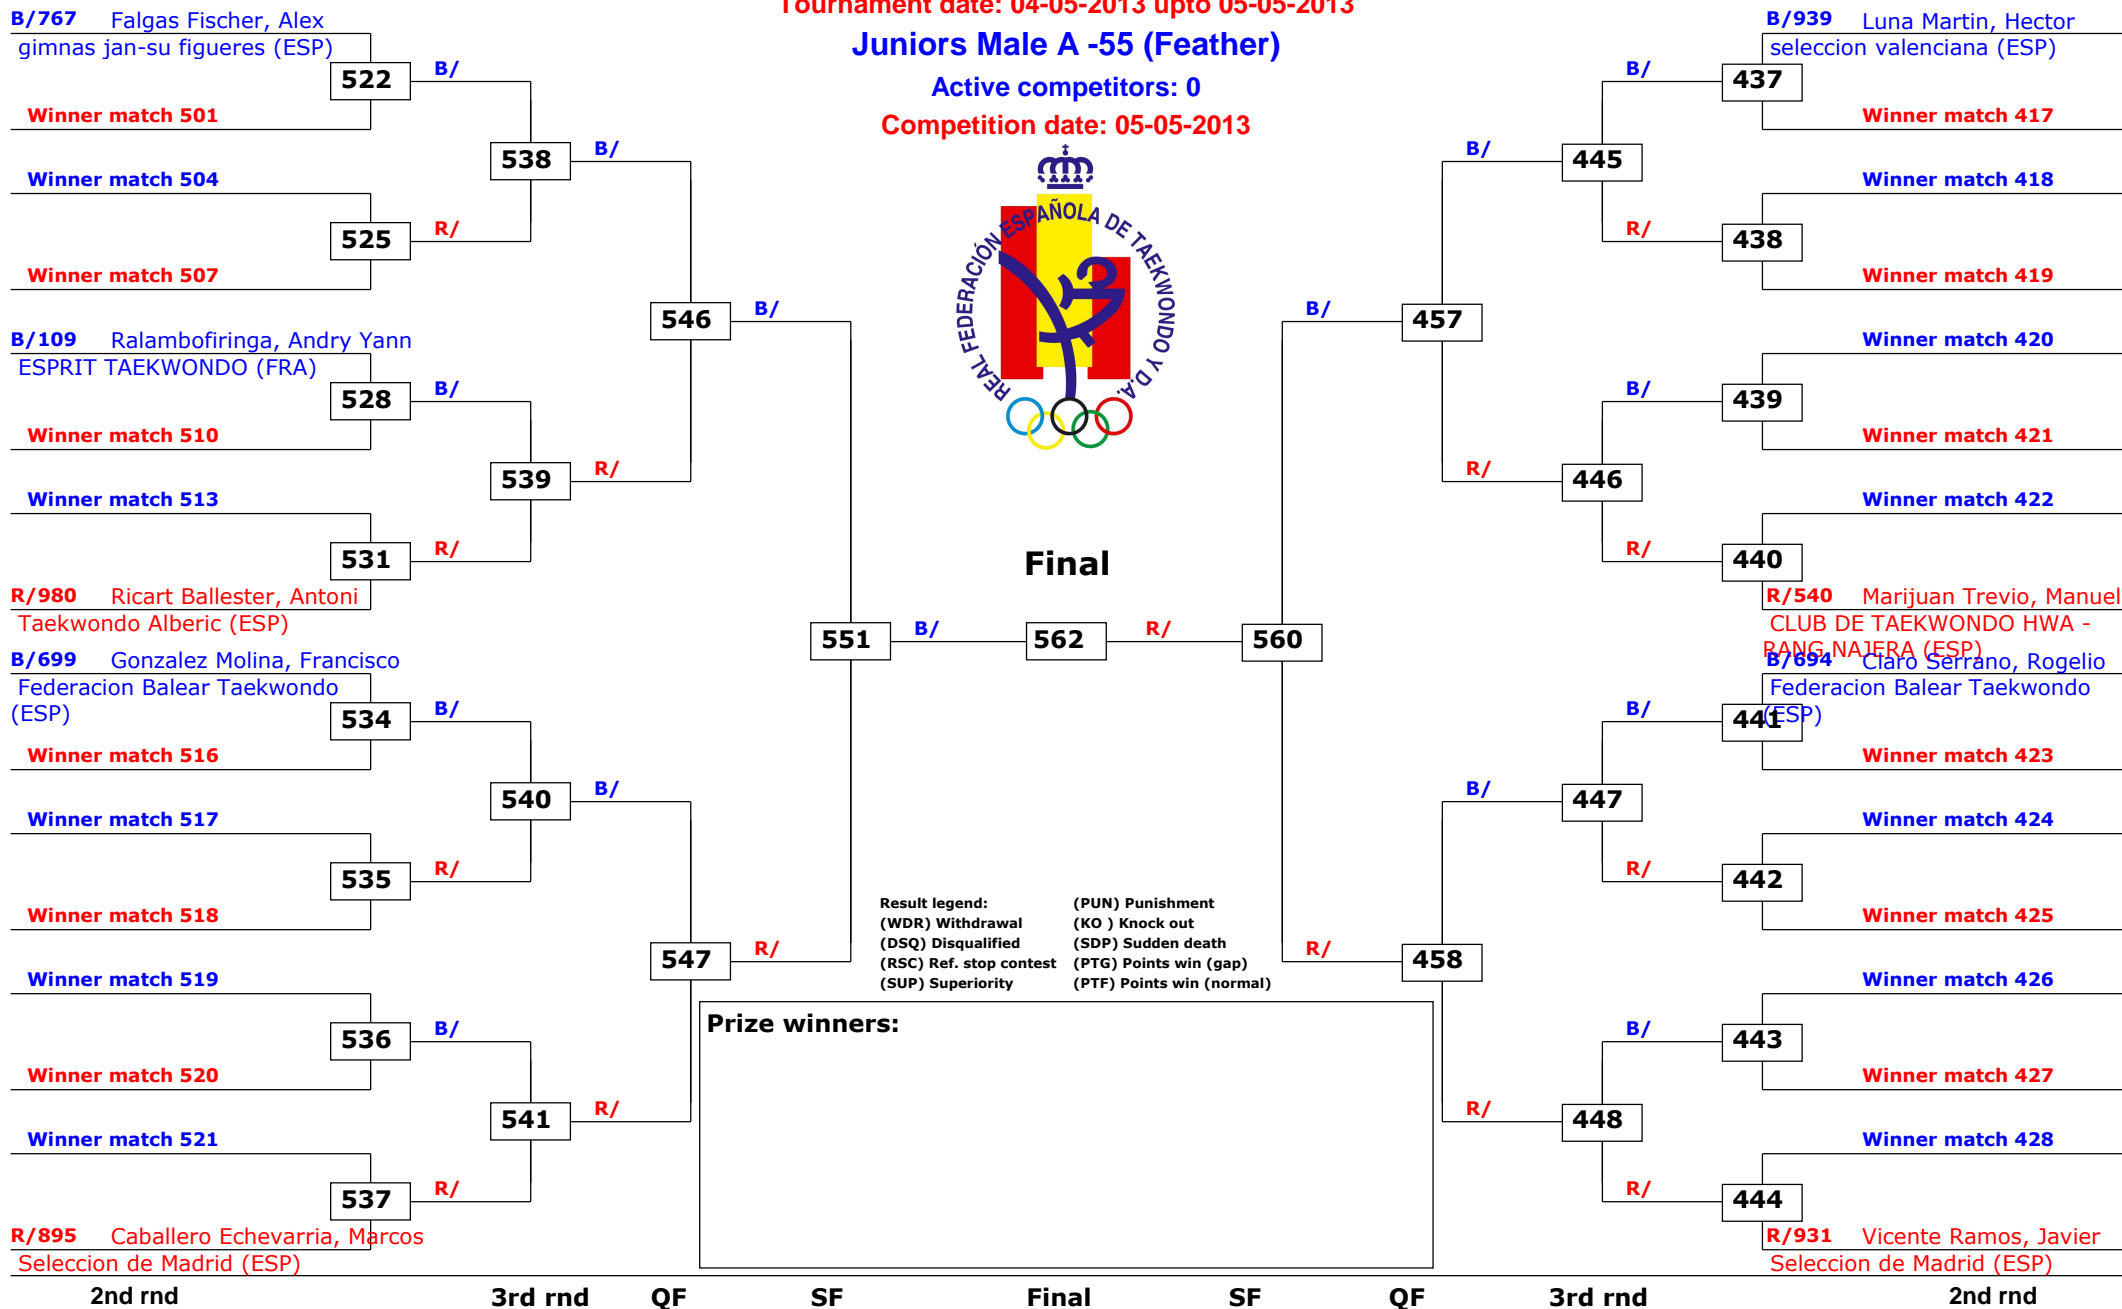 Tournament date: 04-05-2013 upto 05-05-2013
Juniors Male A -55 (Feather)
Active competitors: 0
Competition date: 05-05-2013
REAL FEDERACIÓN ESPAÑOLA DE TAEKWONDO Y D.A.
B/767 Falgas Fischer, Alex
gimnas jan-su figueres (ESP)
522
B/
Winner match 501
538
B/
Winner match 504
525
R/
Winner match 507
546
B/
B/109 Ralambofiringa, Andry Yann
ESPRIT TAEKWONDO (FRA)
528
B/
Winner match 510
539
R/
Winner match 513
531
R/
R/980 Ricart Ballester, Antoni
Taekwondo Alberic (ESP)
551
B/
B/699 Gonzalez Molina, Francisco
Federacion Balear Taekwondo
(ESP)
534
B/
Winner match 516
540
B/
Winner match 517
535
R/
Winner match 518
547
R/
Winner match 519
536
B/
Winner match 520
541
R/
Winner match 521
537
R/
R/895 Caballero Echevarria, Marcos
Seleccion de Madrid (ESP)
Final
562
R/
560
B/939 Luna Martin, Hector
seleccion valenciana (ESP)
B/
437
Winner match 417
B/
445
Winner match 418
R/
438
Winner match 419
B/
457
Winner match 420
B/
439
Winner match 421
R/
446
Winner match 422
R/
440
R/540 Marijuan Trevio, Manuel
CLUB DE TAEKWONDO HWA -
RANG NAJERA (ESP)
B/694 Claro Serrano, Rogelio
Federacion Balear Taekwondo
(ESP)
B/
441
Winner match 423
B/
447
Winner match 424
R/
442
Winner match 425
R/
458
Winner match 426
B/
443
Winner match 427
R/
448
Winner match 428
R/
444
R/931 Vicente Ramos, Javier
Seleccion de Madrid (ESP)
Result legend:
(WDR) Withdrawal
(DSQ) Disqualified
(RSC) Ref. stop contest
(SUP) Superiority
(PUN) Punishment
(KO ) Knock out
(SDP) Sudden death
(PTG) Points win (gap)
(PTF) Points win (normal)
Prize winners:
2nd rnd 3rd rnd QF SF Final SF QF 3rd rnd 2nd rnd